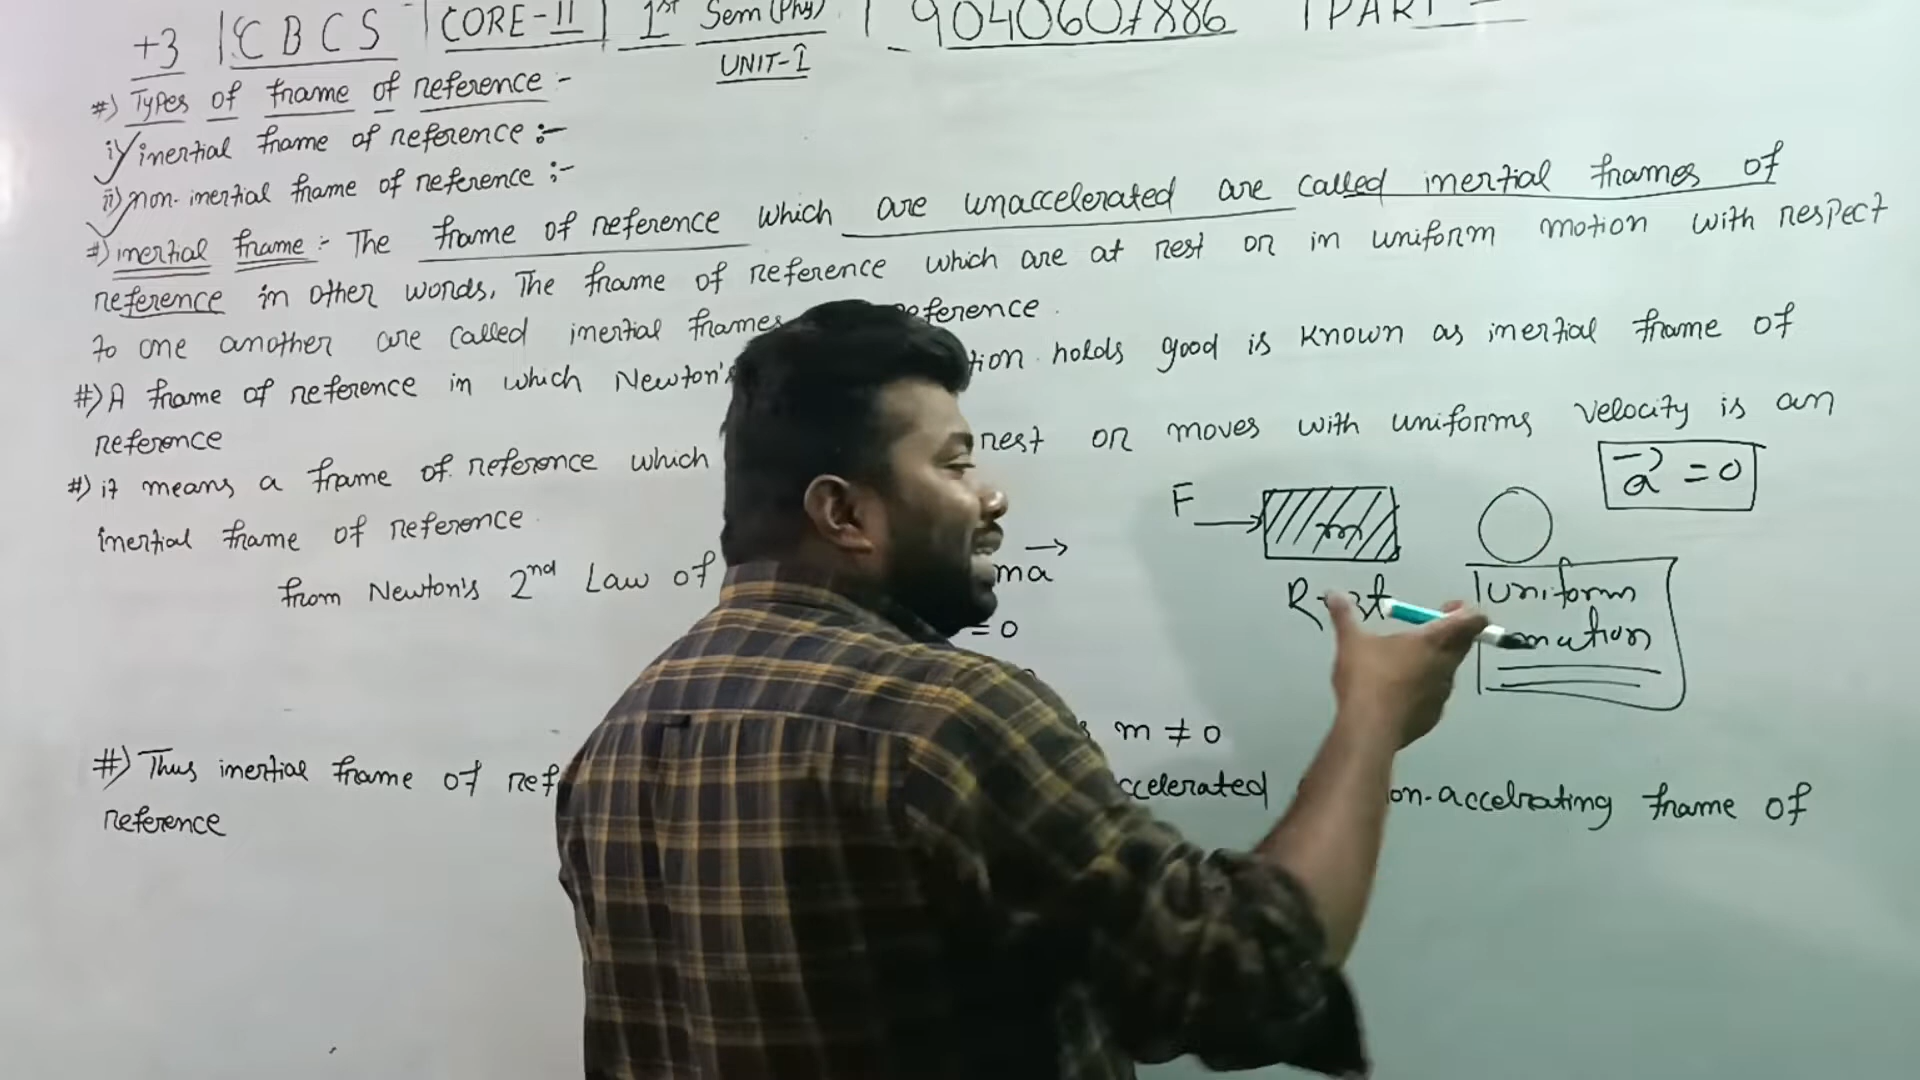 +3 | CBCS | CORE-II | 1st Sem (Phy) | 9040607886 | PART
UNIT-I
#) Types of frame of reference :-
i) inertial frame of reference :-
ii) non-inertial frame of reference :-
#) inertial frame :- The frame of reference which are unaccelerated are called inertial frames of
reference in other words, The frame of reference which are at rest or in uniform motion with respect
to one another are called inertial frames reference.
#) A frame of reference in which Newton's holds good is known as inertial frame of
reference
#) it means a frame of reference which rest or moves with uniforms velocity is an
inertial frame of reference
from Newton's 2nd Law of ma
= 0
m ≠ 0
#) Thus inertial frame of on-accelrating frame of
reference
F
m
Rest
a = 0
uniform
motion